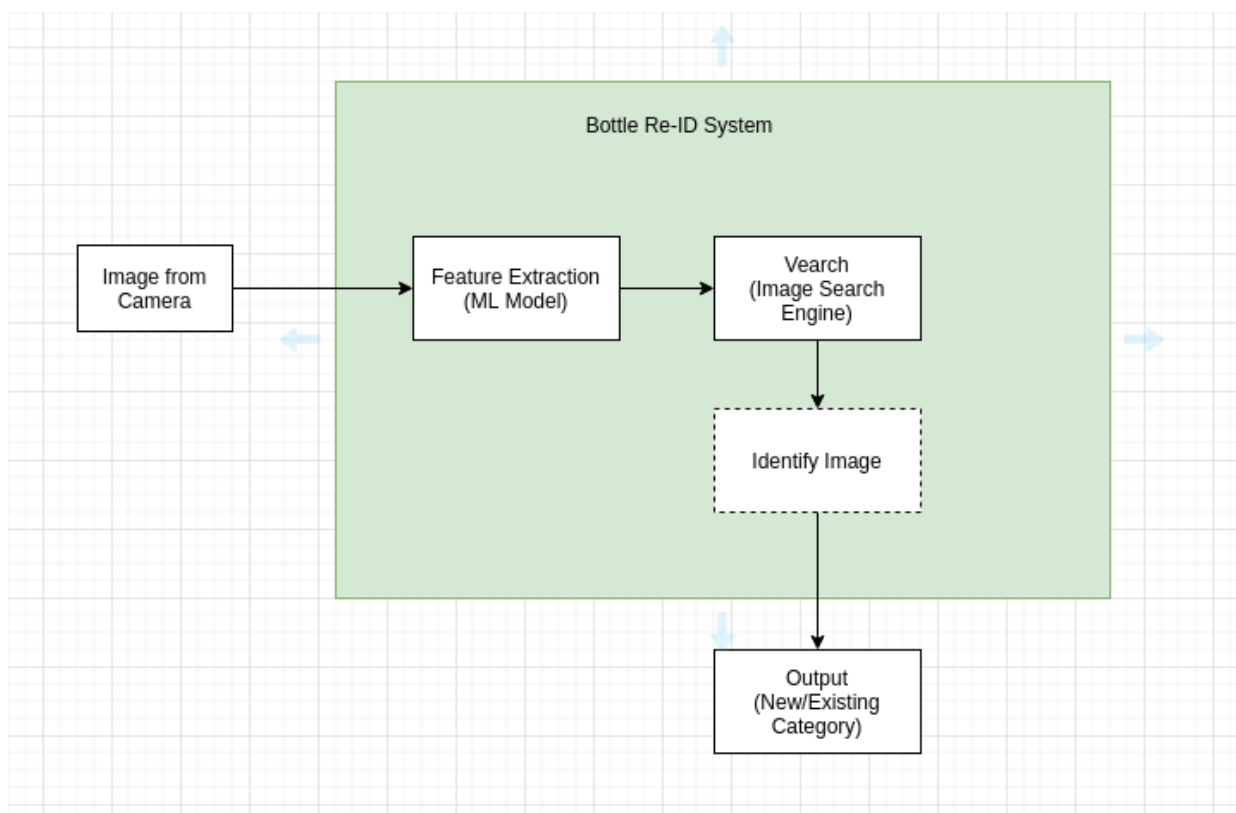 Bottle Re-ID System
Image from
Camera
Feature Extraction
(ML Model)
Vearch
(Image Search
Engine)
Identify Image
Output
(New/Existing
Category)